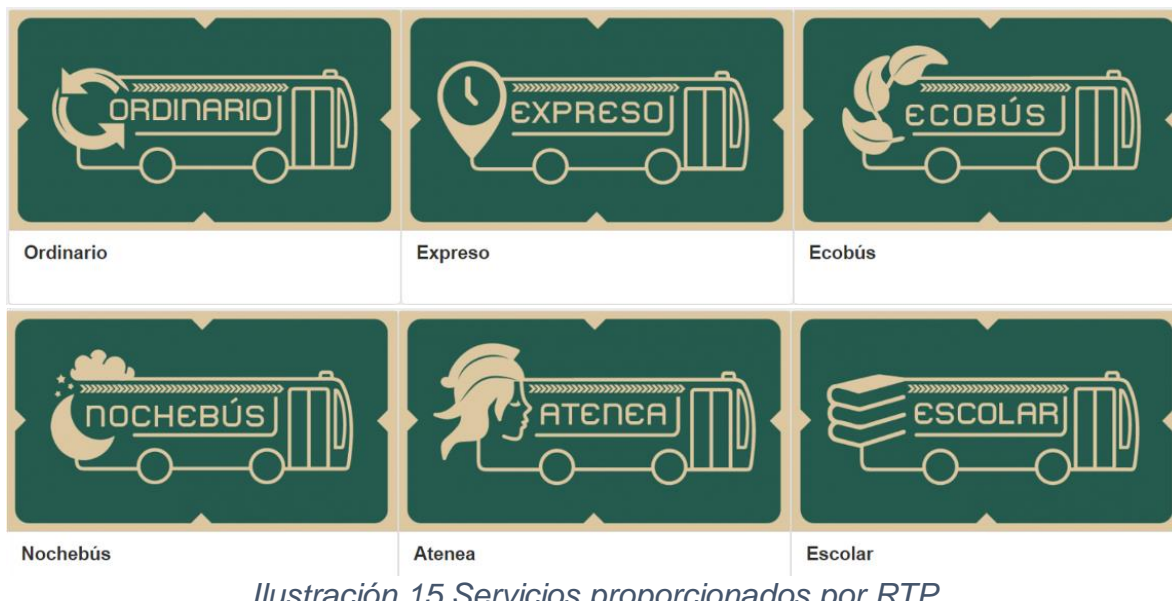 ORDINARIO
EXPRESO
ECOBÚS
Ordinario
Expreso
Ecobús
NOCHEBÚS
ATENEA
ESCOLAR
Nochebús
Atenea
Escolar
Ilustración 15 Servicios proporcionados por RTP